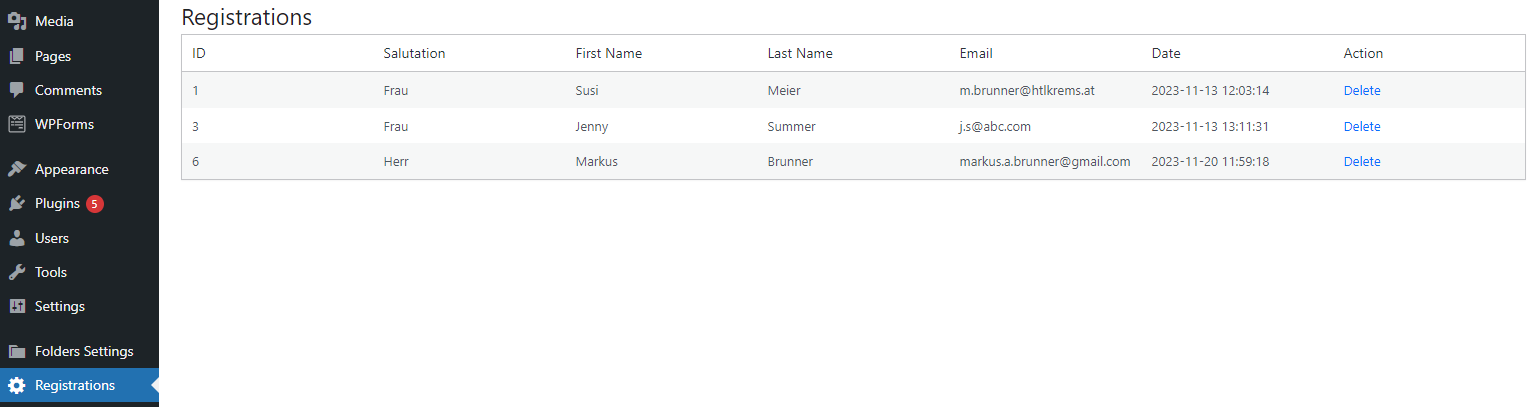 Media
Pages
Comments
WPForms
Appearance
Plugins 5
Users
Tools
Settings
Folders Settings
Registrations
Registrations
ID Salutation First Name Last Name Email Date Action
1 Frau Susi Meier m.brunner@htlkrems.at 2023-11-13 12:03:14 Delete
3 Frau Jenny Summer j.s@abc.com 2023-11-13 13:11:31 Delete
6 Herr Markus Brunner markus.a.brunner@gmail.com 2023-11-20 11:59:18 Delete